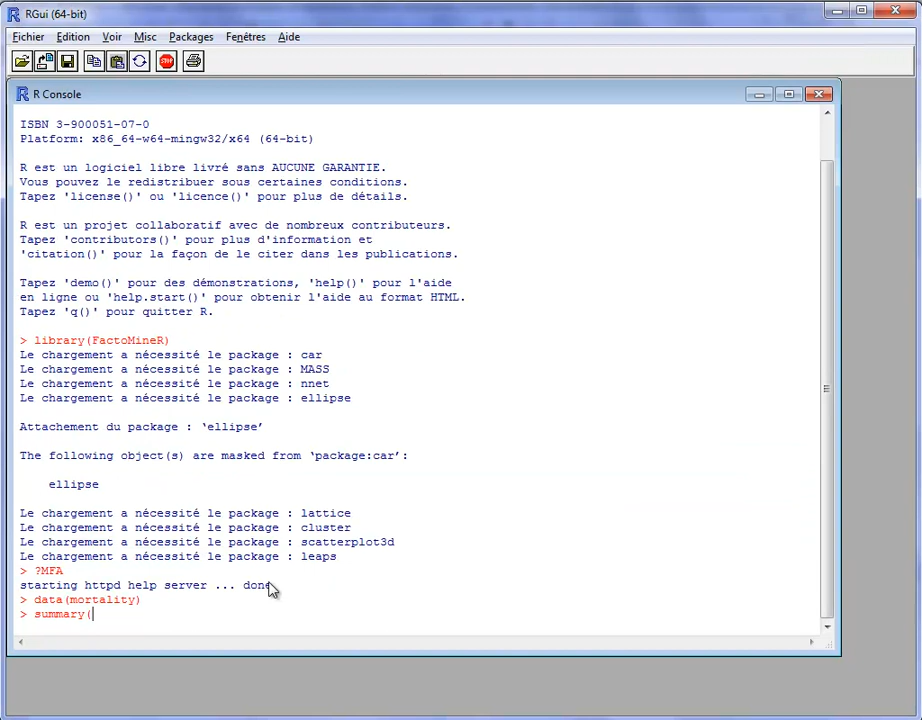 RGui (64-bit)
Fichier Edition Voir Misc Packages Fenêtres Aide
STOP
R Console
ISBN 3-900051-07-0
Platform: x86_64-w64-mingw32/x64 (64-bit)
R est un logiciel libre livré sans AUCUNE GARANTIE.
Vous pouvez le redistribuer sous certaines conditions.
Tapez 'license()' ou 'licence()' pour plus de détails.
R est un projet collaboratif avec de nombreux contributeurs.
Tapez 'contributors()' pour plus d'information et
'citation()' pour la façon de le citer dans les publications.
Tapez 'demo()' pour des démonstrations, 'help()' pour l'aide
en ligne ou 'help.start()' pour obtenir l'aide au format HTML.
Tapez 'q()' pour quitter R.
> library(FactoMineR)
Le chargement a nécessité le package : car
Le chargement a nécessité le package : MASS
Le chargement a nécessité le package : nnet
Le chargement a nécessité le package : ellipse
Attachement du package : ‘ellipse’
The following object(s) are masked from ‘package:car’:
ellipse
Le chargement a nécessité le package : lattice
Le chargement a nécessité le package : cluster
Le chargement a nécessité le package : scatterplot3d
Le chargement a nécessité le package : leaps
> ?MFA
starting httpd help server ... done
> data(mortality)
> summary(